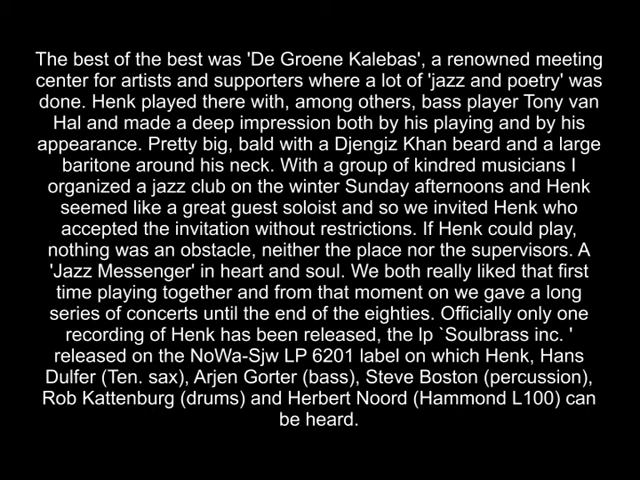 The best of the best was 'De Groene Kalebas', a renowned meeting
center for artists and supporters where a lot of 'jazz and poetry' was
done. Henk played there with, among others, bass player Tony van
Hal and made a deep impression both by his playing and by his
appearance. Pretty big, bald with a Djengiz Khan beard and a large
baritone around his neck. With a group of kindred musicians I
organized a jazz club on the winter Sunday afternoons and Henk
seemed like a great guest soloist and so we invited Henk who
accepted the invitation without restrictions. If Henk could play,
nothing was an obstacle, neither the place nor the supervisors. A
'Jazz Messenger' in heart and soul. We both really liked that first
time playing together and from that moment on we gave a long
series of concerts until the end of the eighties. Officially only one
recording of Henk has been released, the lp `Soulbrass inc. '
released on the NoWa-Sjw LP 6201 label on which Henk, Hans
Dulfer (Ten. sax), Arjen Gorter (bass), Steve Boston (percussion),
Rob Kattenburg (drums) and Herbert Noord (Hammond L100) can
be heard.